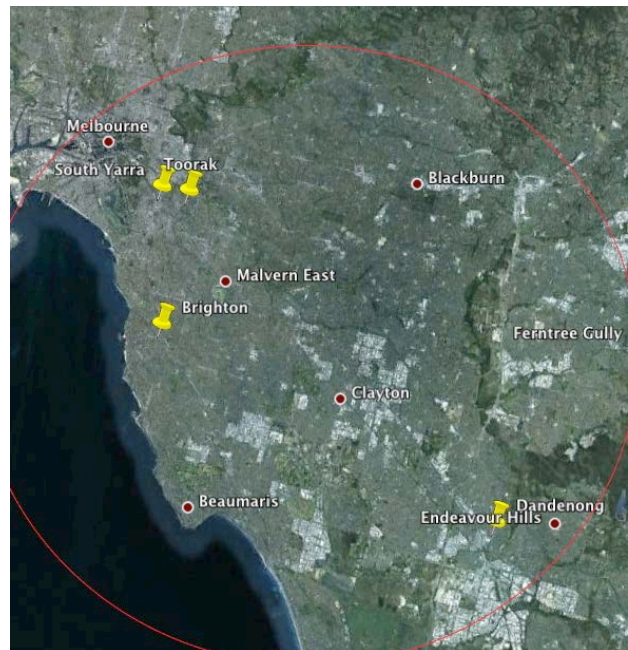 Melbourne
South Yarra
Toorak
Blackburn
Malvern East
Brighton
Ferntree Gully
Clayton
Beaumaris
Dandenong
Endeavour Hills